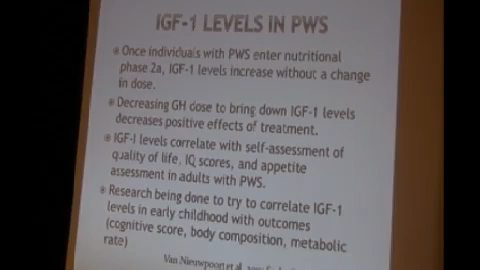 IGF-1 LEVELS IN PWS
Once individuals with PWS enter nutritional
phase 2a, IGF-1 levels increase without a change
in dose.
Decreasing GH dose to bring down IGF-1 levels
decreases positive effects of treatment.
IGF-I levels correlate with self-assessment of
quality of life, IQ scores, and appetite
assessment in adults with PWS.
Research being done to try to correlate IGF-1
levels in early childhood with outcomes
(cognitive score, body composition, metabolic
rate)
Van Nieuwpoort et al.